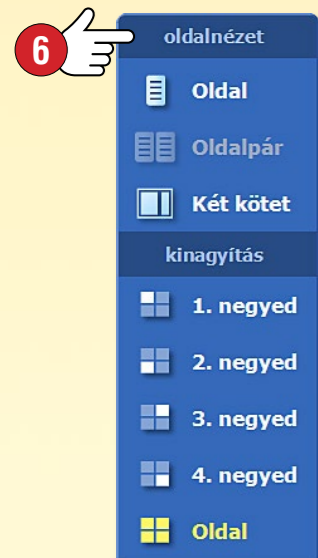 6
oldalnézet
Oldal
Oldalpár
Két kötet
kinagyítás
1. negyed
2. negyed
3. negyed
4. negyed
Oldal